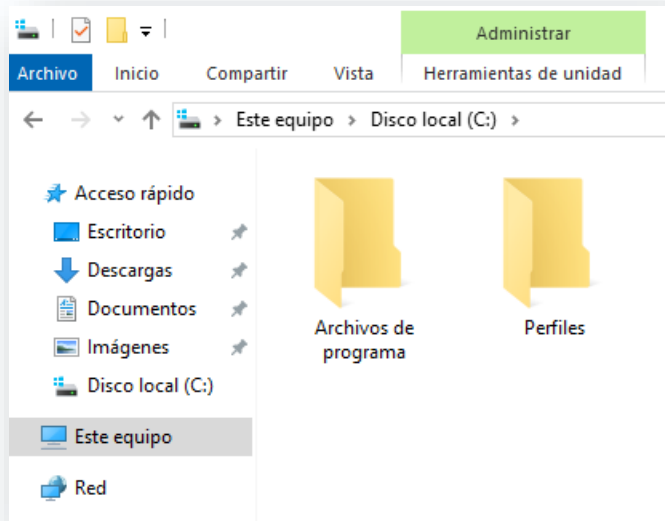 Administrar
Archivo Inicio Compartir Vista Herramientas de unidad
Este equipo > Disco local (C:) >
Acceso rápido
Escritorio
Descargas
Documentos
Imágenes
Disco local (C:)
Este equipo
Red
Archivos de
programa
Perfiles